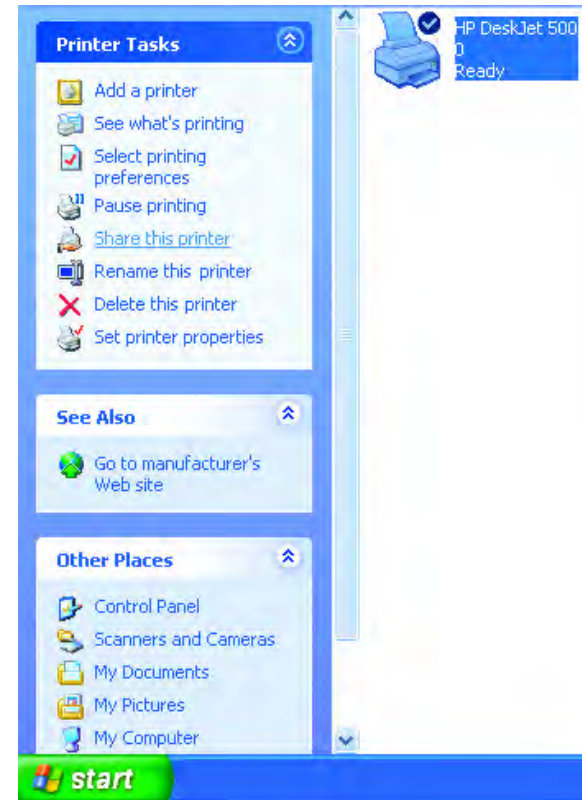 Printer Tasks
Add a printer
See what's printing
Select printing
preferences
Pause printing
Share this printer
Rename this printer
Delete this printer
Set printer properties
See Also
Go to manufacturer's
Web site
Other Places
Control Panel
Scanners and Cameras
My Documents
My Pictures
My Computer
HP DeskJet 500
0
Ready
start